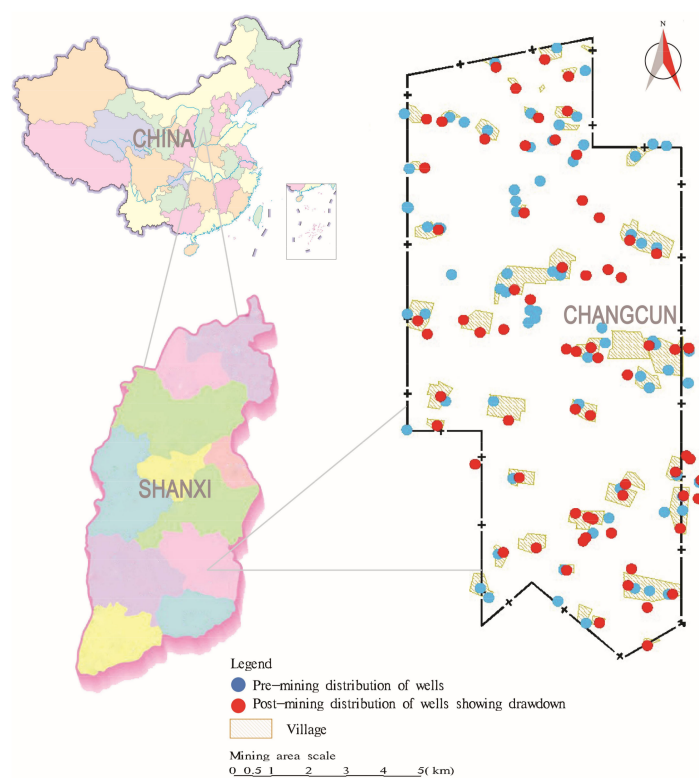 N
CHINA
CHANGCUN
SHANXI
Legend
Pre-mining distribution of wells
Post-mining distribution of wells showing drawdown
Village
Mining area scale
0 0.5 1 2 3 4 5( km)